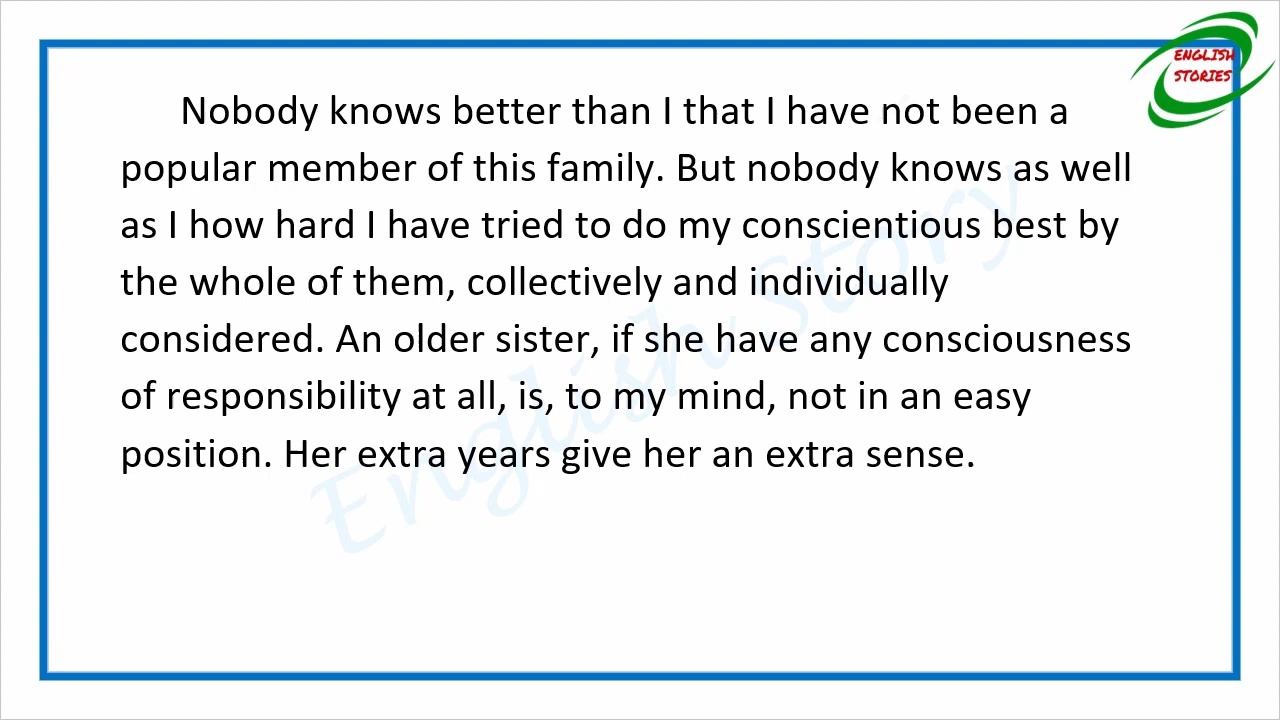 ENGLISH
STORIES
Nobody knows better than I that I have not been a
popular member of this family. But nobody knows as well
as I how hard I have tried to do my conscientious best by
the whole of them, collectively and individually
considered. An older sister, if she have any consciousness
of responsibility at all, is, to my mind, not in an easy
position. Her extra years give her an extra sense.
English Story